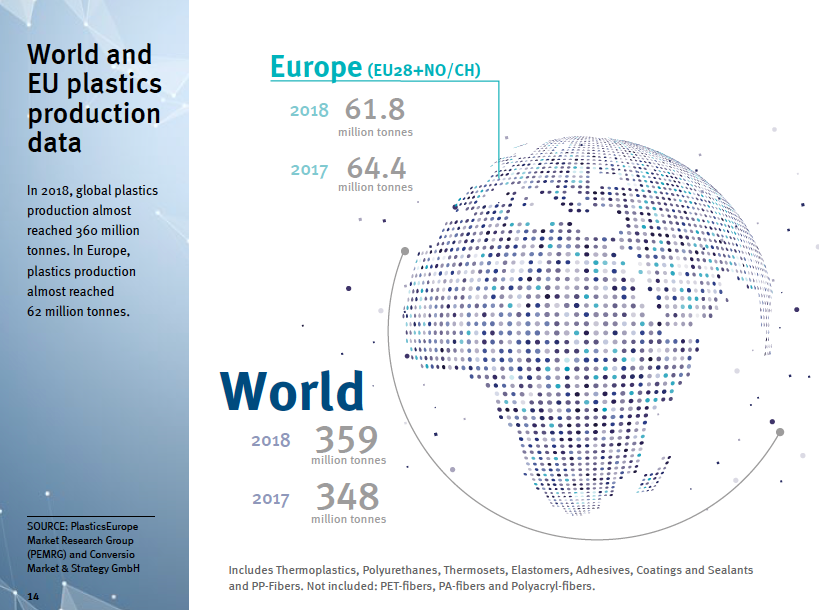 World and
EU plastics
production
data
In 2018, global plastics
production almost
reached 360 million
tonnes. In Europe,
plastics production
almost reached
62 million tonnes.
SOURCE: PlasticsEurope
Market Research Group
(PEMRG) and Conversio
Market & Strategy GmbH
14
Europe (EU28+NO/CH)
2018 61.8
million tonnes
2017 64.4
million tonnes
World
2018 359
million tonnes
2017 348
million tonnes
Includes Thermoplastics, Polyurethanes, Thermosets, Elastomers, Adhesives, Coatings and Sealants
and PP-Fibers. Not included: PET-fibers, PA-fibers and Polyacryl-fibers.